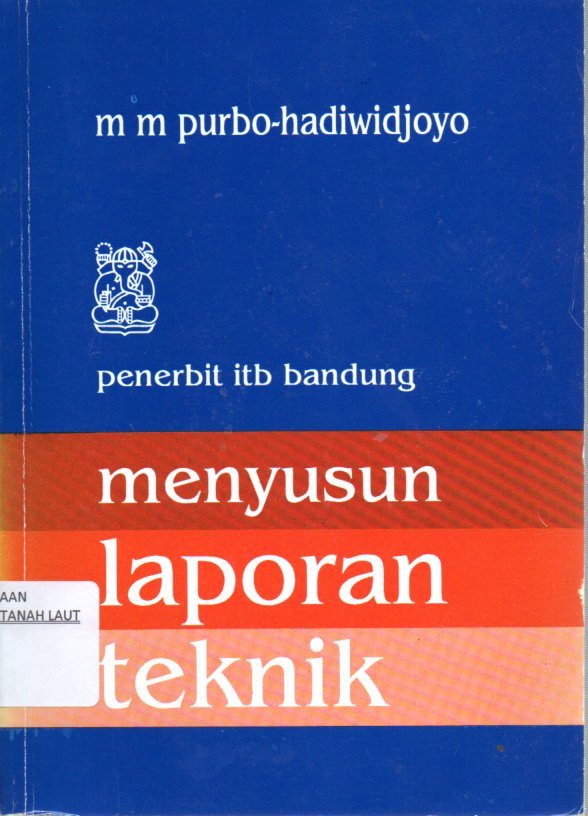 m m purbo-hadiwidjoyo
penerbit itb bandung
menyusun
laporan
teknik
AAN
TANAH LAUT